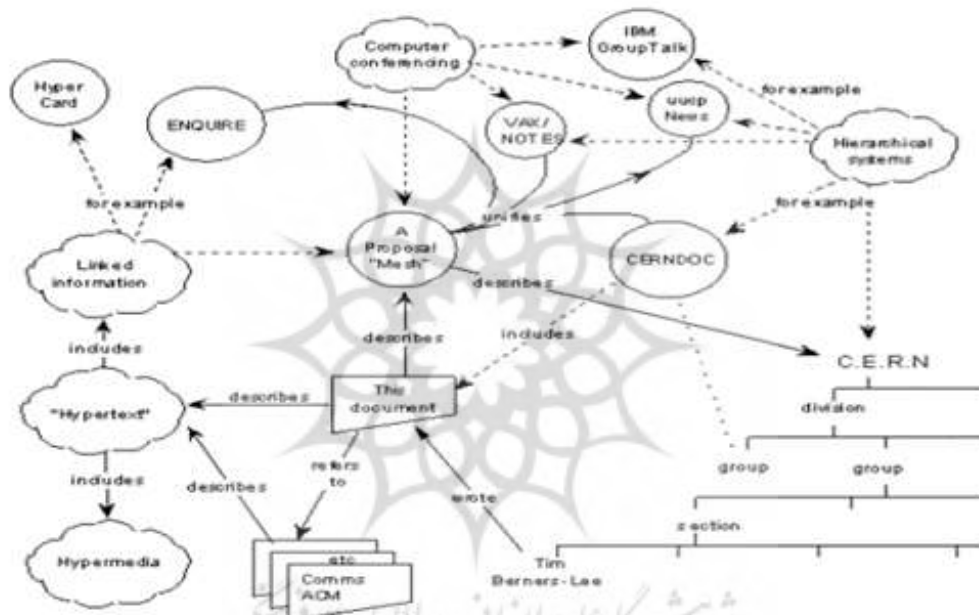 IBM
GroupTalk
Computer
conferencing
Hyper
Card
for example
uucp
News
ENQUIRE
VAX/
NOTES
Hierarchical
systems
unifies
for example
A
Proposal
"Mesh"
for example
CERNDOC
Linked
information
describes
includes
describes
includes
C.E.R.N
This
document
describes
"Hypertext"
division
refers
to
group
group
includes
describes
wrote
section
etc
Hypermedia
Tim
Berners-Lee
Comms
ACM